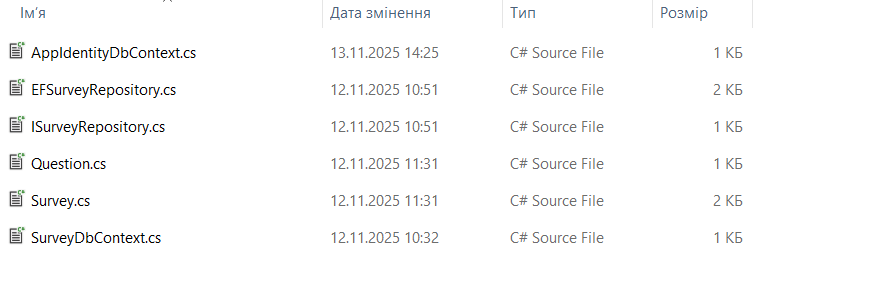 Ім'я Дата змінення Тип Розмір
AppIdentityDbContext.cs 13.11.2025 14:25 C# Source File 1 КБ
EFSurveyRepository.cs 12.11.2025 10:51 C# Source File 2 КБ
ISurveyRepository.cs 12.11.2025 10:51 C# Source File 1 КБ
Question.cs 12.11.2025 11:31 C# Source File 1 КБ
Survey.cs 12.11.2025 11:31 C# Source File 2 КБ
SurveyDbContext.cs 12.11.2025 10:32 C# Source File 1 КБ